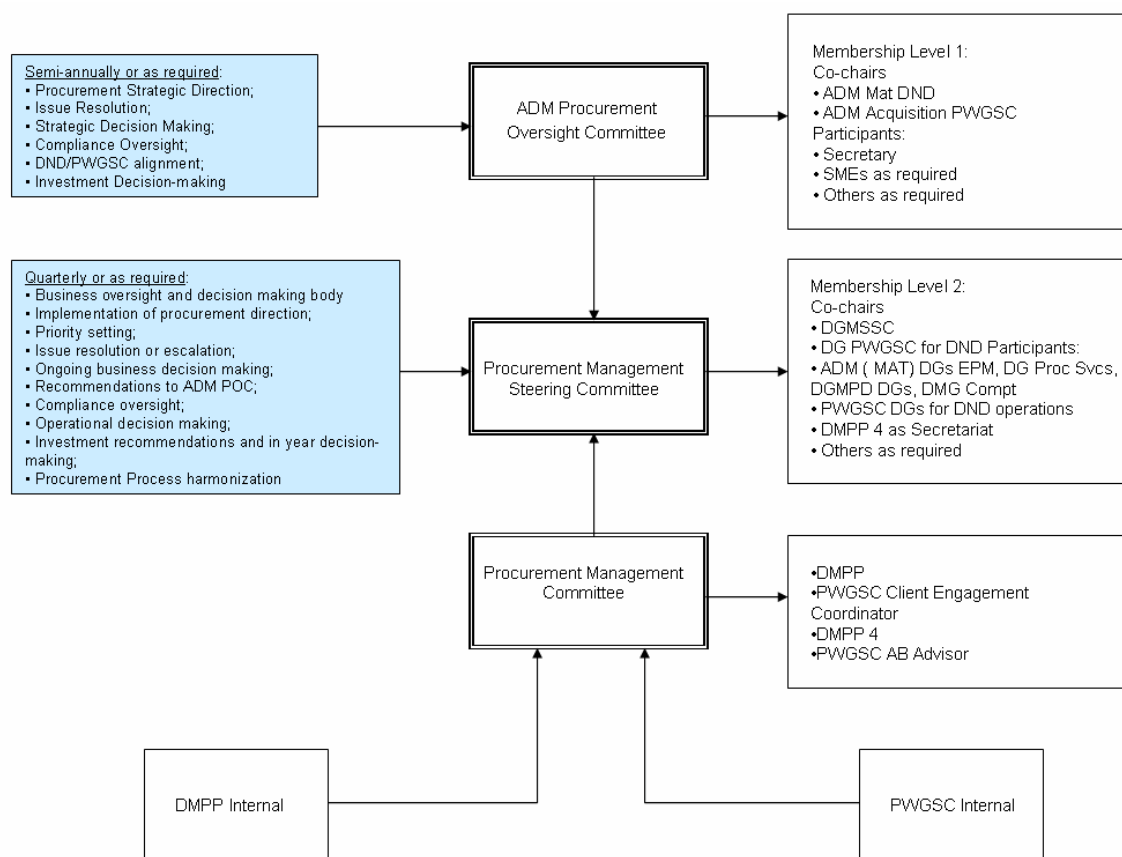 Semi-annually or as required:
▪ Procurement Strategic Direction;
▪ Issue Resolution;
▪ Strategic Decision Making;
▪ Compliance Oversight;
▪ DND/PWGSC alignment;
▪ Investment Decision-making
ADM Procurement
Oversight Committee
Membership Level 1:
Co-chairs
• ADM Mat DND
• ADM Acquisition PWGSC
Participants:
• Secretary
• SMEs as required
• Others as required
Quarterly or as required:
▪ Business oversight and decision making body
▪ Implementation of procurement direction;
▪ Priority setting;
▪ Issue resolution or escalation;
▪ Ongoing business decision making;
▪ Recommendations to ADM POC;
▪ Compliance oversight;
▪ Operational decision making;
▪ Investment recommendations and in year decision-
making;
▪ Procurement Process harmonization
Procurement Management
Steering Committee
Membership Level 2:
Co-chairs
• DGMSSC
• DG PWGSC for DND Participants:
• ADM ( MAT) DGs EPM, DG Proc Svcs,
DGMPD DGs, DMG Compt
• PWGSC DGs for DND operations
• DMPP 4 as Secretariat
• Others as required
Procurement Management
Committee
•DMPP
•PWGSC Client Engagement
Coordinator
•DMPP 4
•PWGSC AB Advisor
DMPP Internal
PWGSC Internal